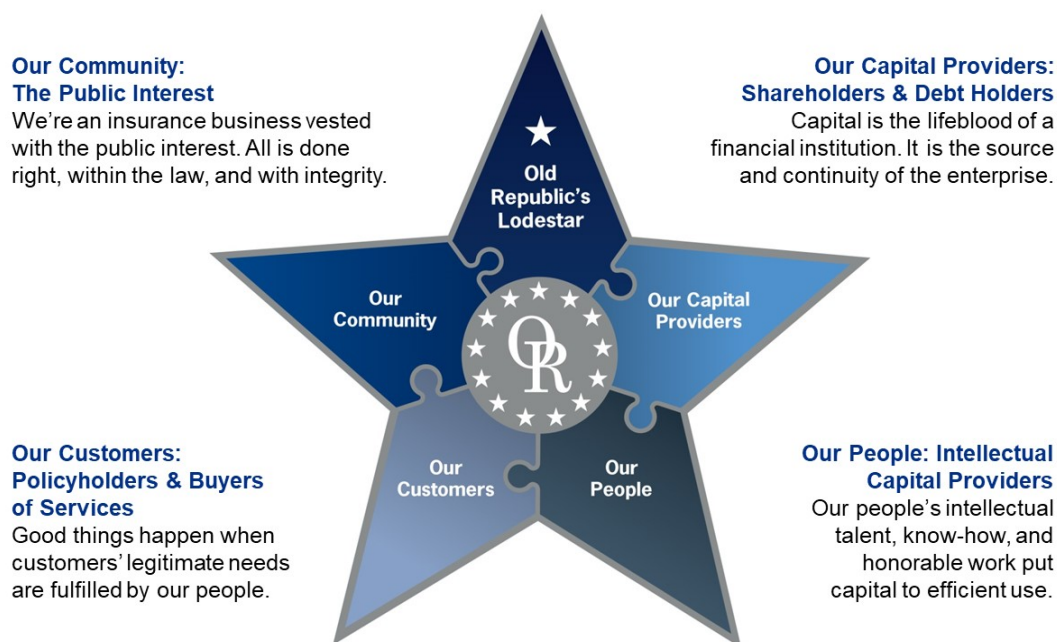 Our Community:
The Public Interest
We’re an insurance business vested
with the public interest. All is done
right, within the law, and with integrity.
Our Capital Providers:
Shareholders & Debt Holders
Capital is the lifeblood of a
financial institution. It is the source
and continuity of the enterprise.
Old
Republic’s
Lodestar
Our
Community
Our Capital
Providers
OR
Our
Customers
Our
People
Our Customers:
Policyholders & Buyers
of Services
Good things happen when
customers’ legitimate needs
are fulfilled by our people.
Our People: Intellectual
Capital Providers
Our people’s intellectual
talent, know-how, and
honorable work put
capital to efficient use.